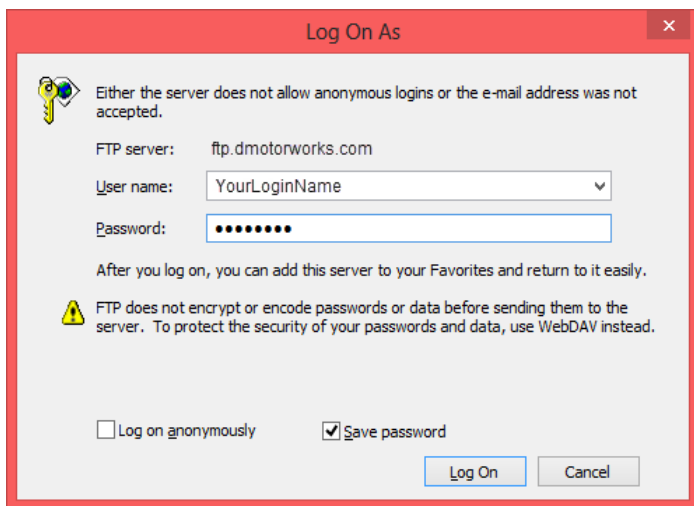 Log On As
Either the server does not allow anonymous logins or the e-mail address was not
accepted.
FTP server: ftp.dmotorworks.com
User name: YourLoginName
Password: ••••••••
After you log on, you can add this server to your Favorites and return to it easily.
FTP does not encrypt or encode passwords or data before sending them to the
server. To protect the security of your passwords and data, use WebDAV instead.
Log on anonymously Save password
Log On Cancel